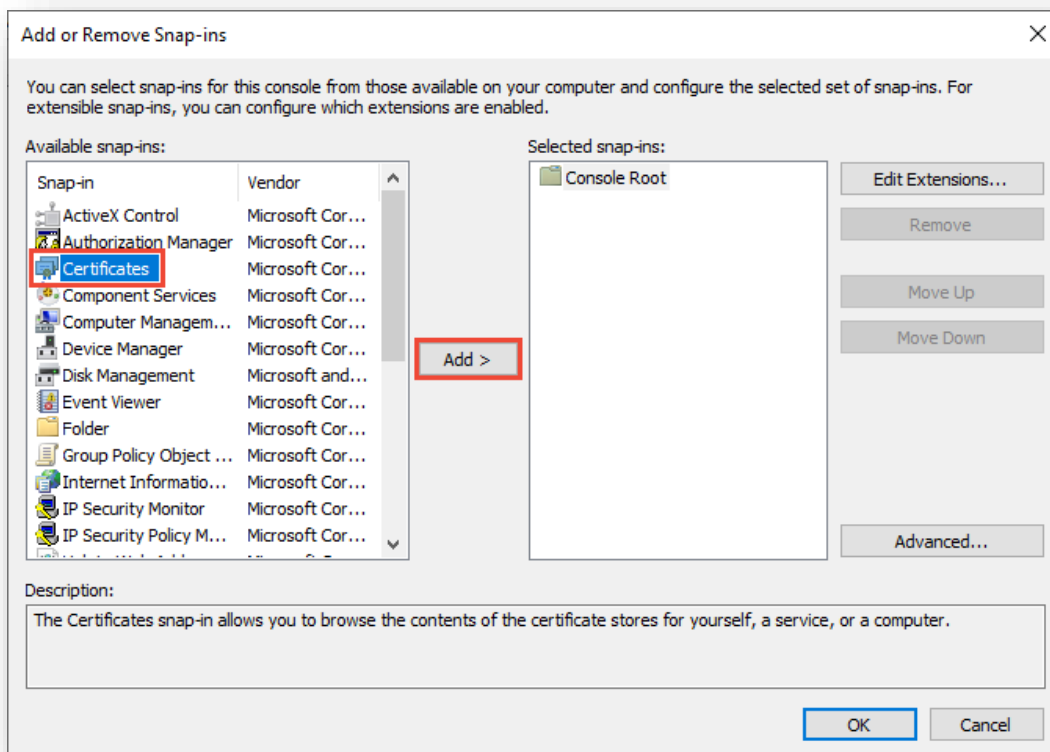 Add or Remove Snap-ins
You can select snap-ins for this console from those available on your computer and configure the selected set of snap-ins. For
extensible snap-ins, you can configure which extensions are enabled.
Available snap-ins:
Snap-in Vendor
ActiveX Control Microsoft Cor...
Authorization Manager Microsoft Cor...
Certificates Microsoft Cor...
Component Services Microsoft Cor...
Computer Managem... Microsoft Cor...
Device Manager Microsoft Cor...
Disk Management Microsoft and...
Event Viewer Microsoft Cor...
Folder Microsoft Cor...
Group Policy Object ... Microsoft Cor...
Internet Informatio... Microsoft Cor...
IP Security Monitor Microsoft Cor...
IP Security Policy M... Microsoft Cor...
Add >
Selected snap-ins:
Console Root
Edit Extensions...
Remove
Move Up
Move Down
Advanced...
Description:
The Certificates snap-in allows you to browse the contents of the certificate stores for yourself, a service, or a computer.
OK
Cancel